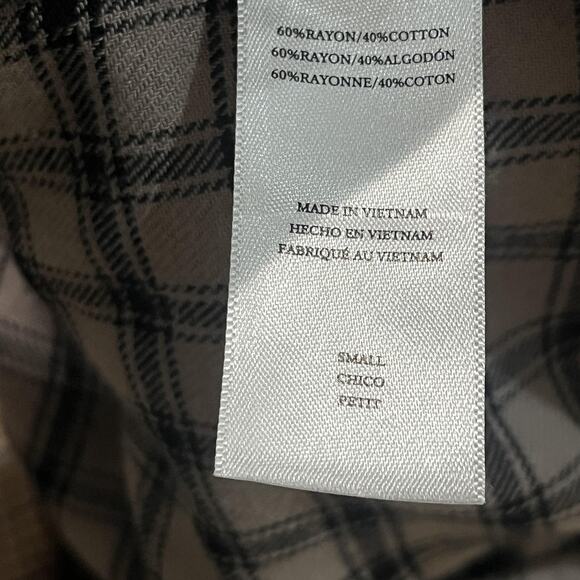 60%RAYON/40%COTTON
60%RAYON/40%ALGODÓN
60%RAYONNE/40%COTON
MADE IN VIETNAM
HECHO EN VIETNAM
FABRIQUÉ AU VIETNAM
SMALL
CHICO
PETIT